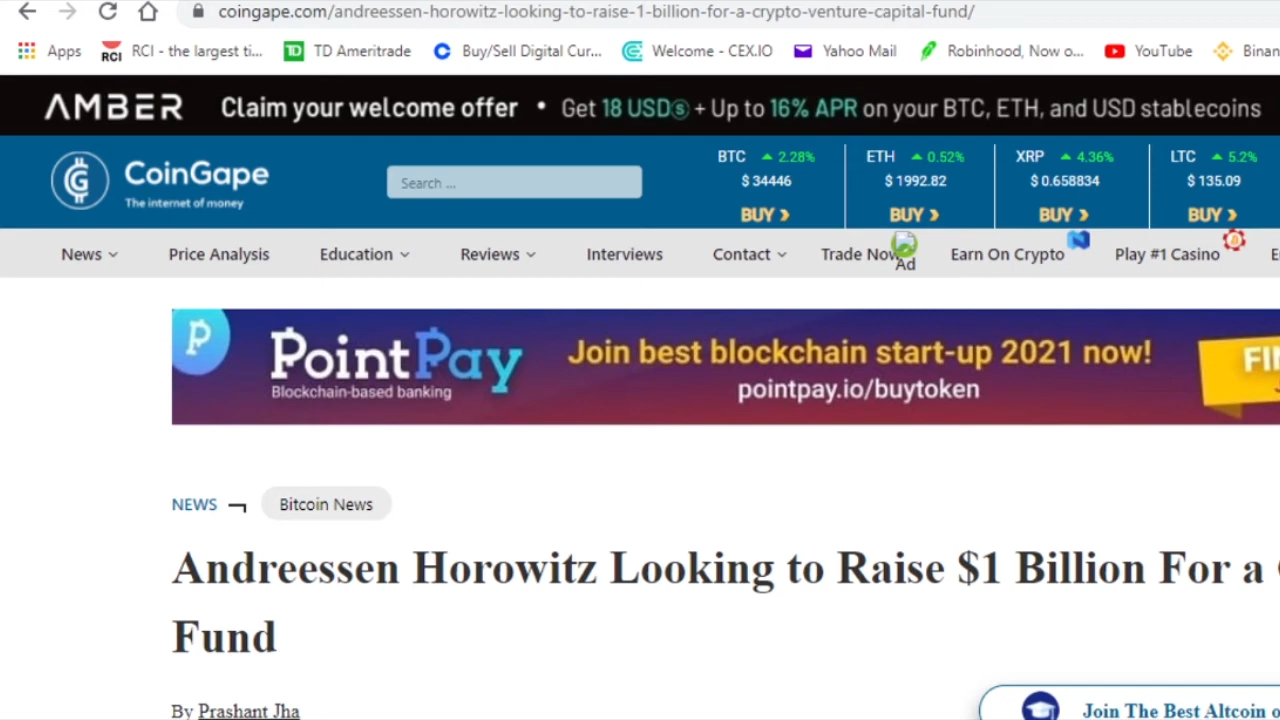 coingape.com/andreessen-horowitz-looking-to-raise-1-billion-for-a-crypto-venture-capital-fund/
Apps RCI RCI - the largest ti... TD TD Ameritrade Buy/Sell Digital Cur... Welcome - CEX.IO Yahoo Mail Robinhood, Now o... YouTube Binan
AMBER Claim your welcome offer • Get 18 USDⓢ + Up to 16% APR on your BTC, ETH, and USD stablecoins
CoinGape
The internet of money
Search ...
BTC ▲ 2.28% ETH ▲ 0.52% XRP ▲ 4.36% LTC ▲ 5.2%
$ 34446 $ 1992.82 $ 0.658834 $ 135.09
BUY BUY BUY BUY
News Price Analysis Education Reviews Interviews Contact Trade Now Ad Earn On Crypto Play #1 Casino E
PointPay
Blockchain-based banking
Join best blockchain start-up 2021 now!
pointpay.io/buytoken
FI
NEWS Bitcoin News
Andreessen Horowitz Looking to Raise $1 Billion For a
Fund
By Prashant Jha
Join The Best Altcoin